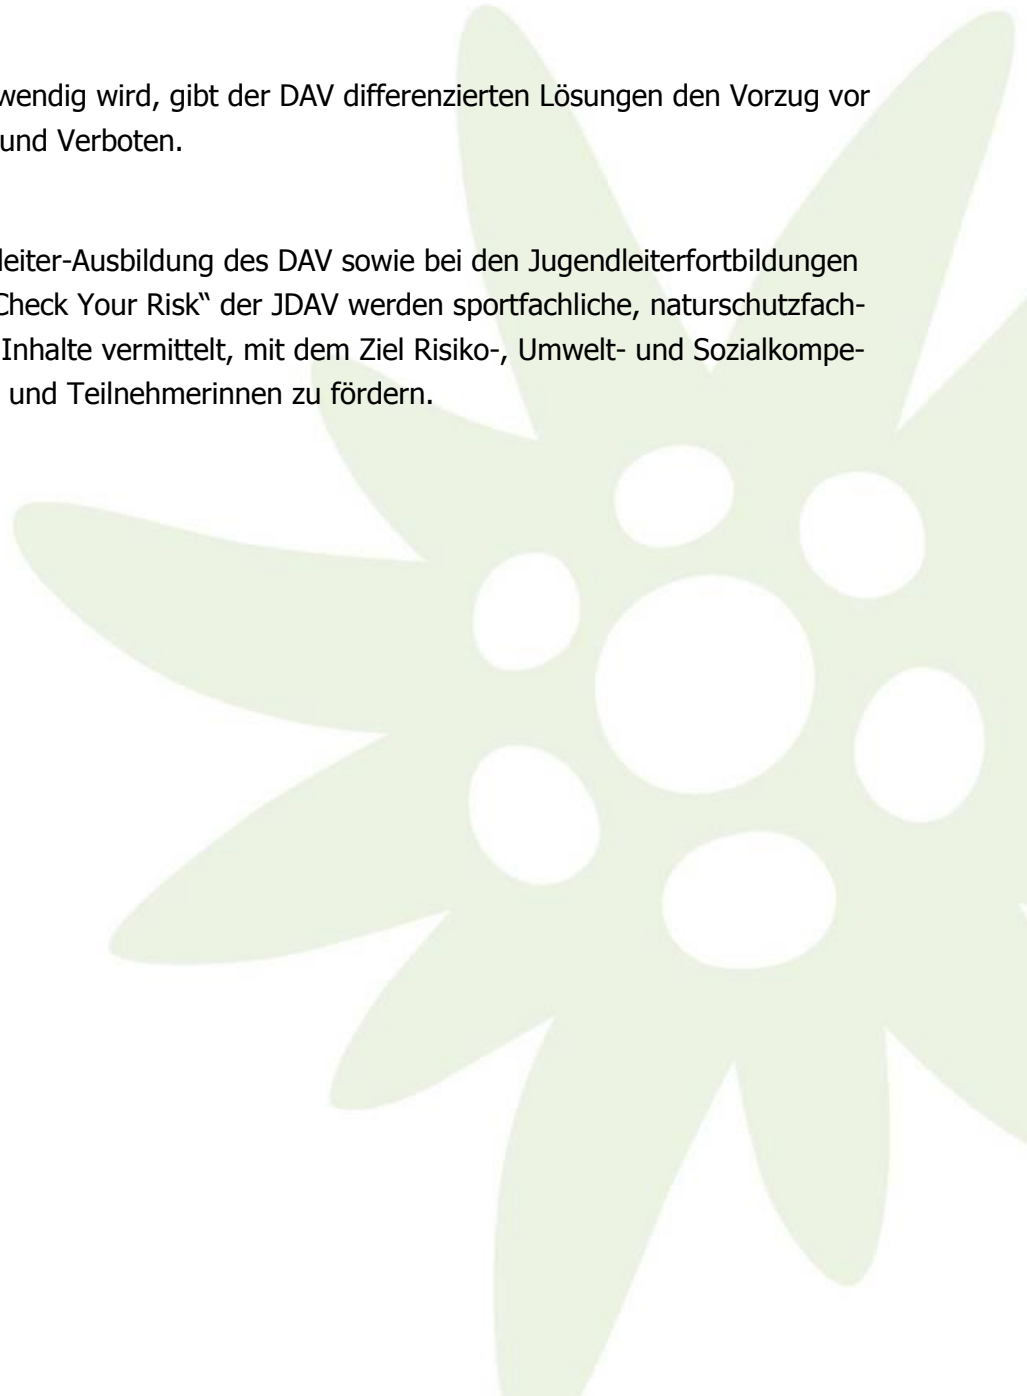 wendig wird, gibt der DAV differenzierten Lösungen den Vorzug vor
und Verboten.
leiter-Ausbildung des DAV sowie bei den Jugendleiterfortbildungen
Check Your Risk“ der JDAV werden sportfachliche, naturschutzfach-
Inhalte vermittelt, mit dem Ziel Risiko-, Umwelt- und Sozialkompe-
und Teilnehmerinnen zu fördern.